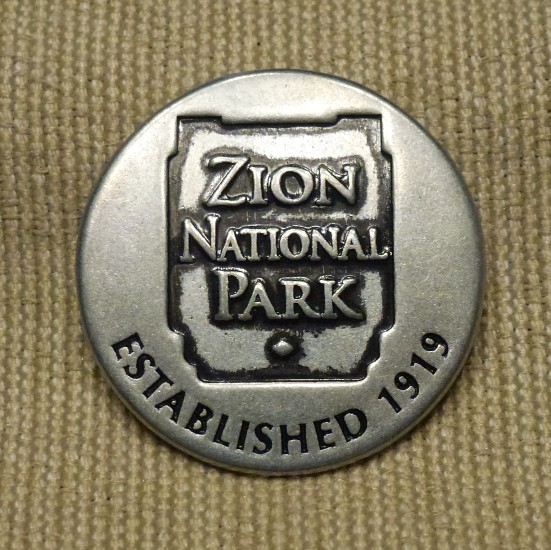 ZION
NATIONAL
PARK
ESTABLISHED 1919